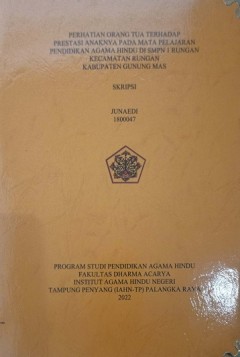 PERHATIAN ORANG TUA TERHADAP
PRESTASI ANAKNYA PADA MATA PELAJARAN
PENDIDIKAN AGAMA HINDU DI SMPN 1 RUNGAN
KECAMATAN RUNGAN
KABUPATEN GUNUNG MAS
SKRIPSI
JUNAEDI
1800047
PROGRAM STUDI PENDIDIKAN AGAMA HINDU
FAKULTAS DHARMA ACARYA
INSTITUT AGAMA HINDU NEGERI
TAMPUNG PENYANG (IAHN-TP) PALANGKA RAYA
2022